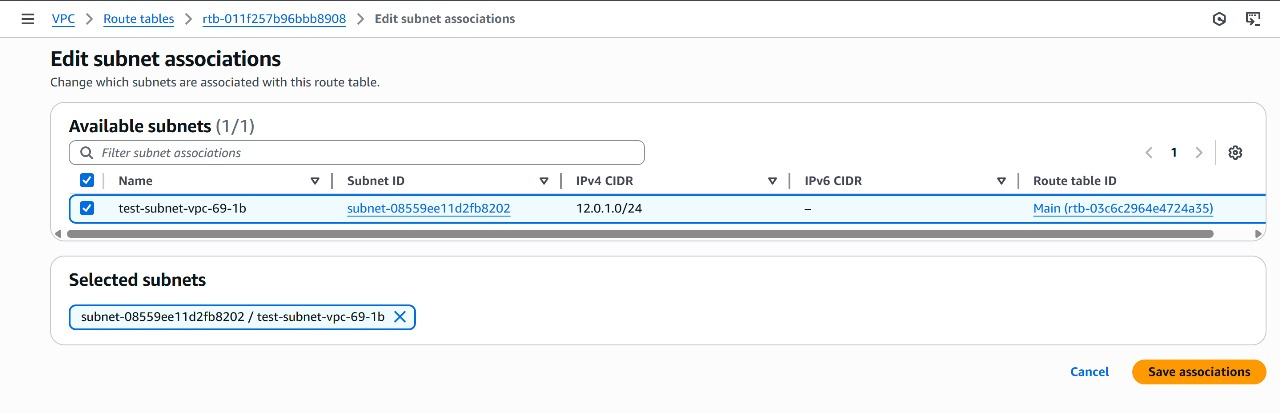 VPC > Route tables > rtb-011f257b96bbb8908 > Edit subnet associations
Edit subnet associations
Change which subnets are associated with this route table.
Available subnets (1/1)
Filter subnet associations
1
Name Subnet ID IPv4 CIDR IPv6 CIDR Route table ID
test-subnet-vpc-69-1b subnet-08559ee11d2fb8202 12.0.1.0/24 – Main (rtb-03c6c2964e4724a35)
Selected subnets
subnet-08559ee11d2fb8202 / test-subnet-vpc-69-1b
Cancel Save associations